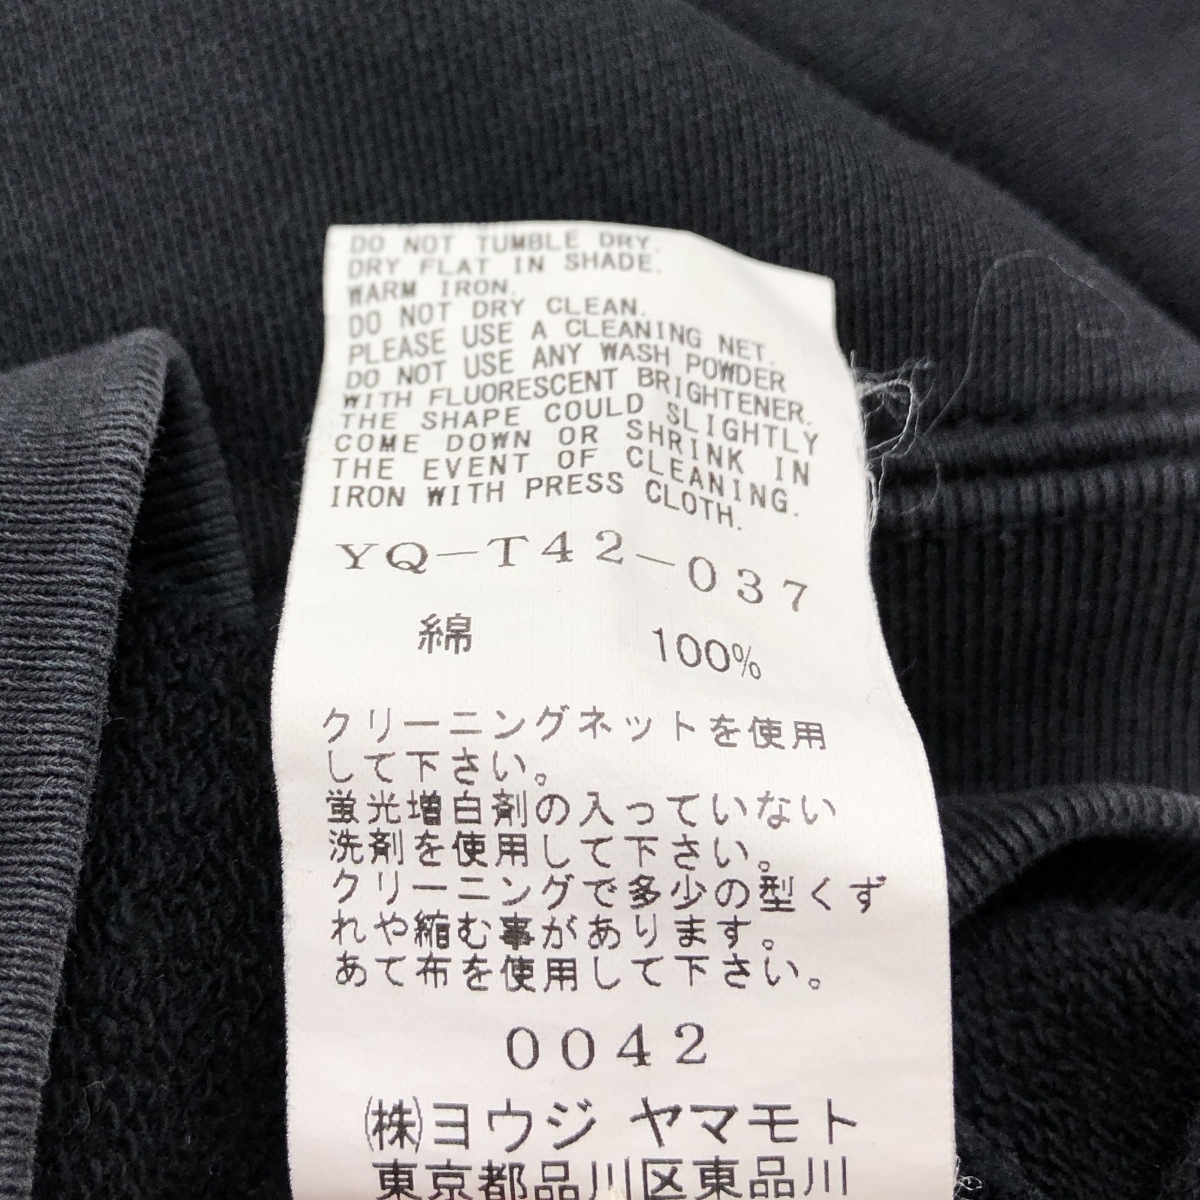 DO NOT TUMBLE DRY.
DRY FLAT IN SHADE.
WARM IRON.
DO NOT DRY CLEAN.
PLEASE USE A CLEANING NET.
DO NOT USE ANY WASH POWDER
WITH FLUORESCENT BRIGHTENER.
THE SHAPE COULD SLIGHTLY
COME DOWN OR SHRINK IN
THE EVENT OF CLEANING.
IRON WITH PRESS CLOTH.
YQ-T42-037
綿 100%
クリーニングネットを使用
して下さい。
蛍光増白剤の入っていない
洗剤を使用して下さい。
クリーニングで多少の型くず
れや縮む事があります。
あて布を使用して下さい。
0042
㈱ヨウジ ヤマモト
東京都品川区東品川